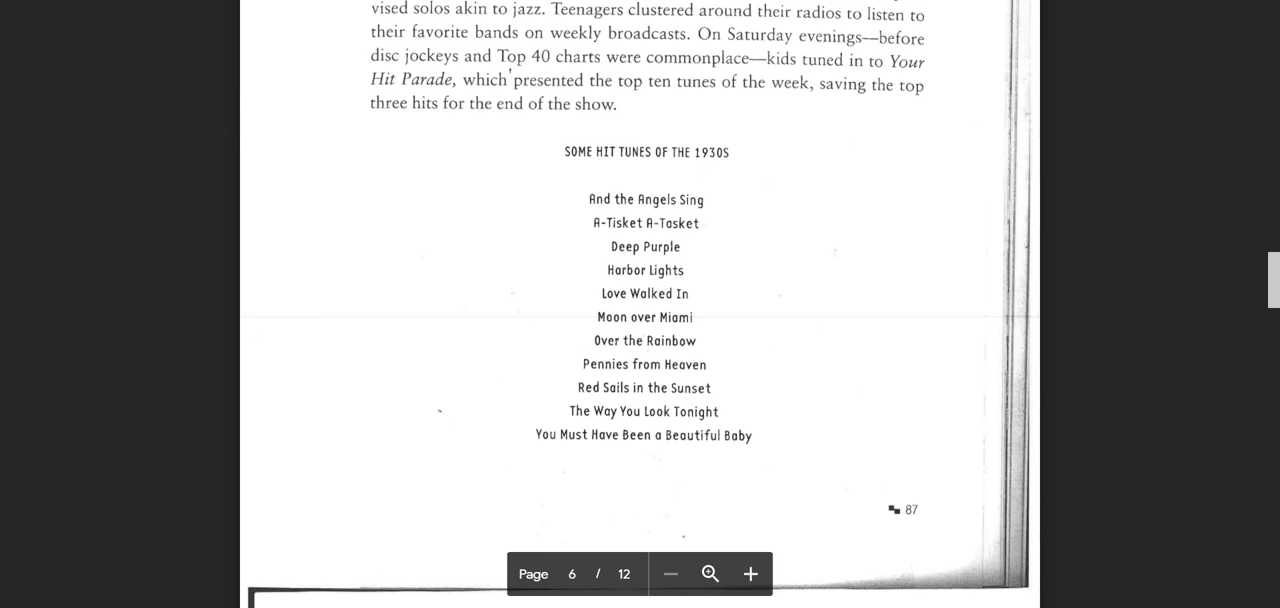 vised solos akin to jazz. Teenagers clustered around their radios to listen to
their favorite bands on weekly broadcasts. On Saturday evenings—before
disc jockeys and Top 40 charts were commonplace—kids tuned in to Your
Hit Parade, which presented the top ten tunes of the week, saving the top
three hits for the end of the show.
SOME HIT TUNES OF THE 1930S
And the Angels Sing
A-Tisket A-Tasket
Deep Purple
Harbor Lights
Love Walked In
Moon over Miami
Over the Rainbow
Pennies from Heaven
Red Sails in the Sunset
The Way You Look Tonight
You Must Have Been a Beautiful Baby
87
Page 6 / 12